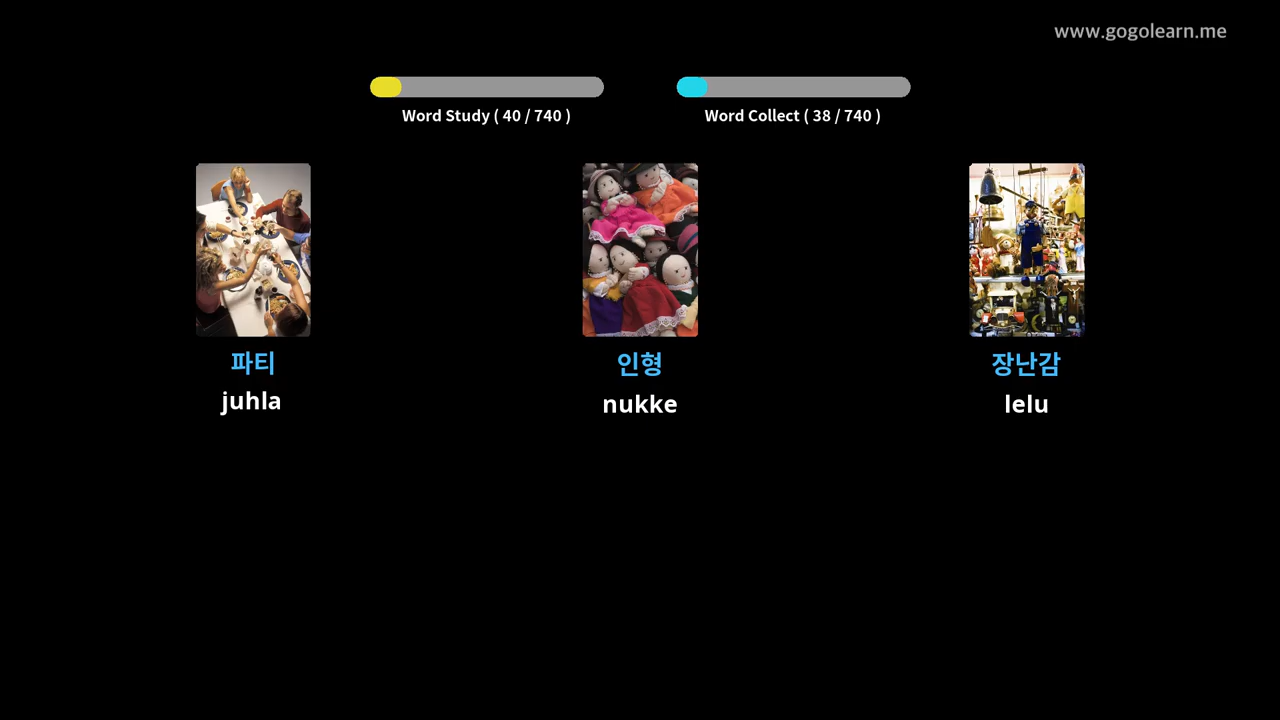 www.gogolearn.me
Word Study ( 40 / 740 )
Word Collect ( 38 / 740 )
파티
juhla
인형
nukke
장난감
lelu